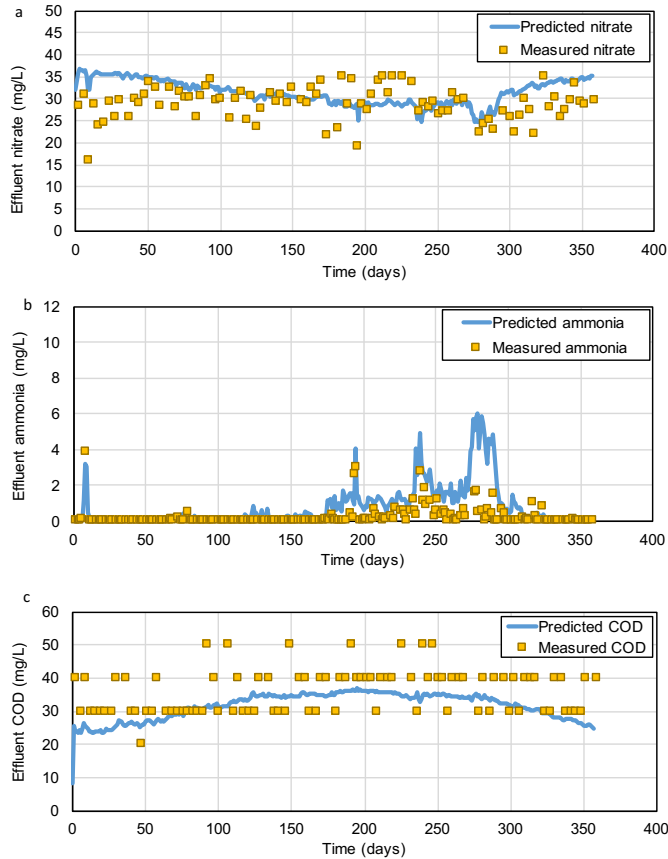 a
50
45
40
35
30
25
20
15
10
5
0
Effluent nitrate (mg/L)
Predicted nitrate
Measured nitrate
0 50 100 150 200 250 300 350 400
Time (days)
b
12
10
8
6
4
2
0
Effluent ammonia (mg/L)
Predicted ammonia
Measured ammonia
0 50 100 150 200 250 300 350 400
Time (days)
c
60
50
40
30
20
10
0
Effluent COD (mg/L)
Predicted COD
Measured COD
0 50 100 150 200 250 300 350 400
Time (days)